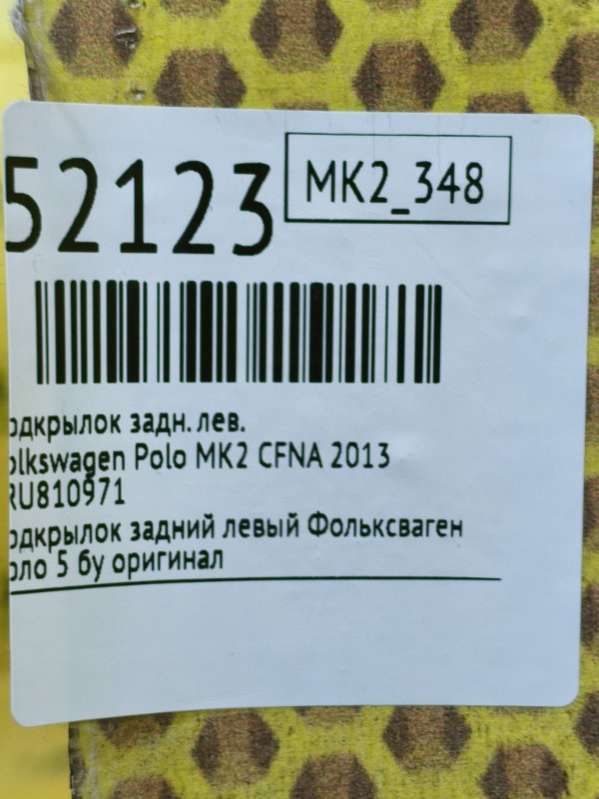 52123
MK2_348
одкрылок задн. лев.
olkswagen Polo MK2 CFNA 2013
RU810971
одкрылок задний левый Фольксваген
оло 5 бу оригинал